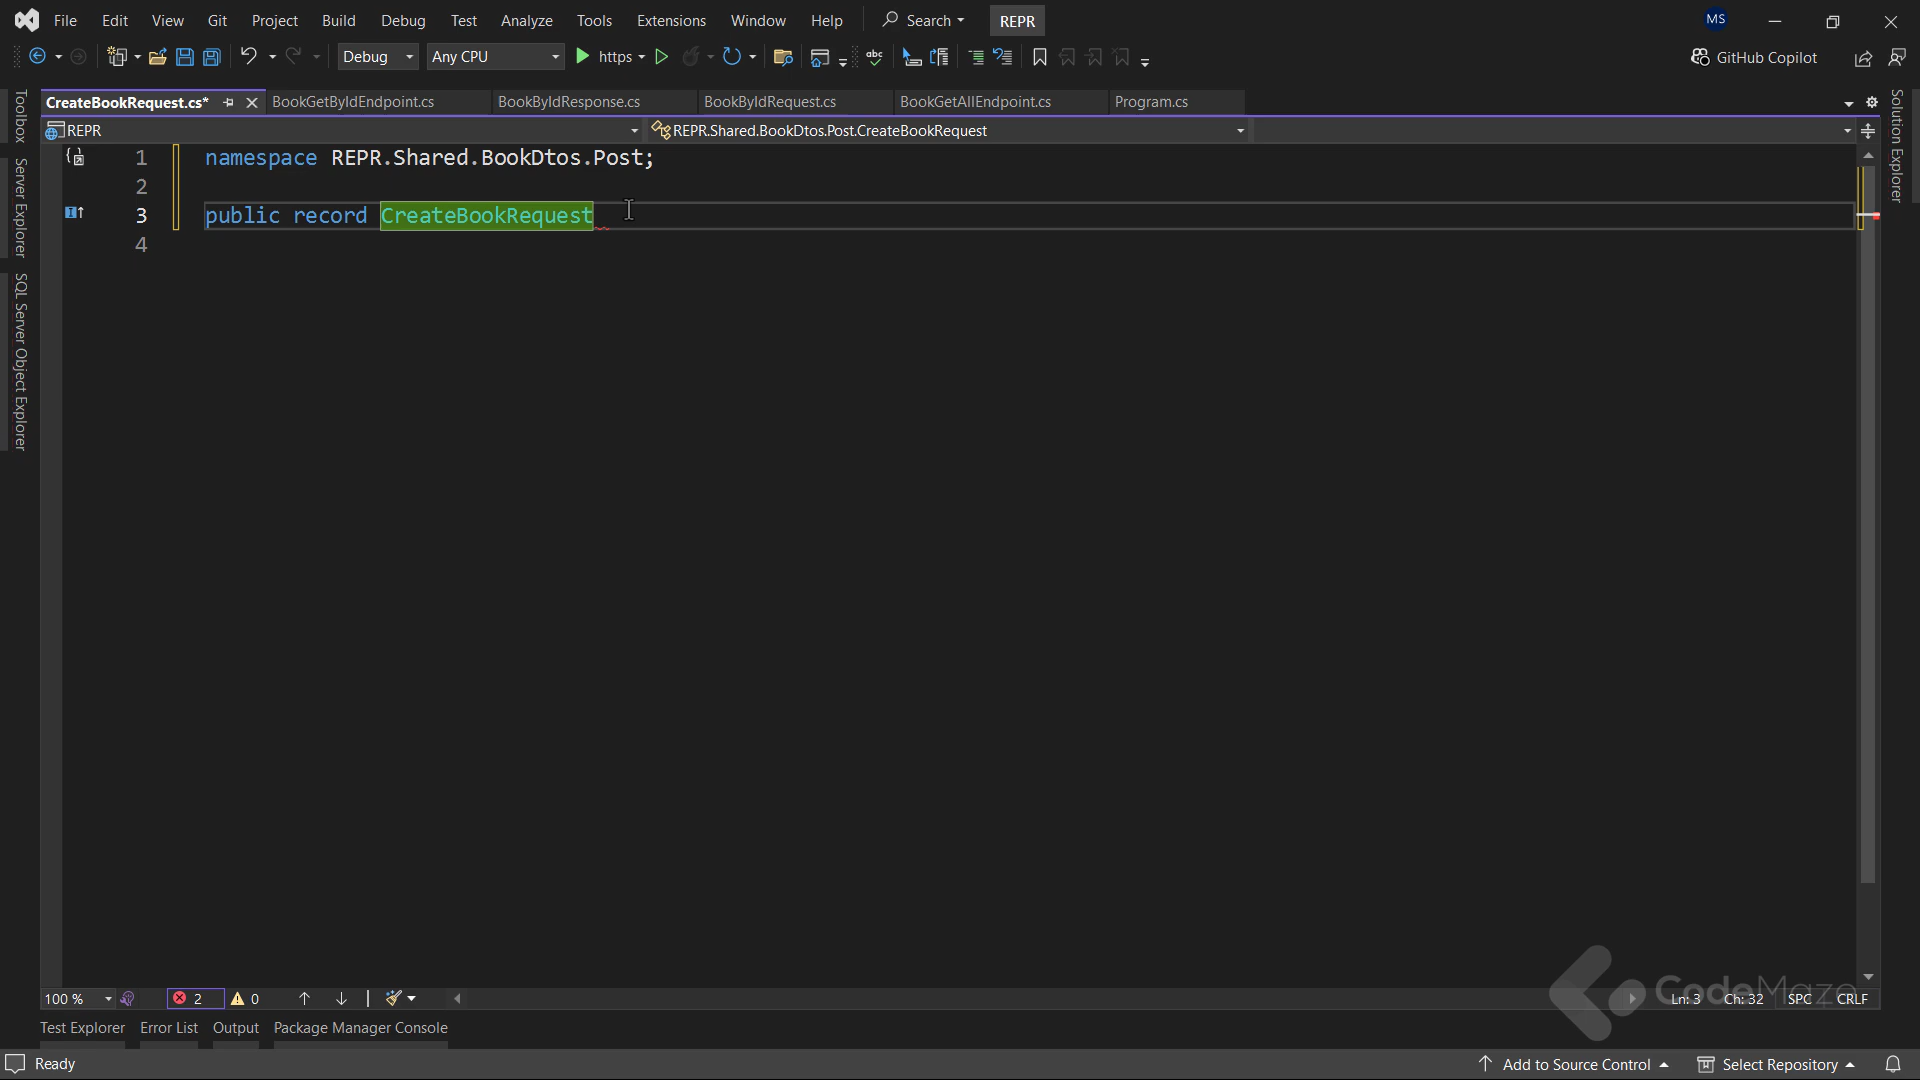 File Edit View Git Project Build Debug Test Analyze Tools Extensions Window Help Search REPR MS
Debug Any CPU https abc GitHub Copilot
CreateBookRequest.cs* BookGetByIdEndpoint.cs BookByIdResponse.cs BookByIdRequest.cs BookGetAllEndpoint.cs Program.cs
REPR REPR.Shared.BookDtos.Post.CreateBookRequest
Toolbox
Server Explorer
SQL Server Object Explorer
Solution Explorer
1 namespace REPR.Shared.BookDtos.Post;
2
3 public record CreateBookRequest
4
CodeMaze
100 % 2 0 Ln: 3 Ch: 32 SPC CRLF
Test Explorer Error List Output Package Manager Console
Ready Add to Source Control Select Repository